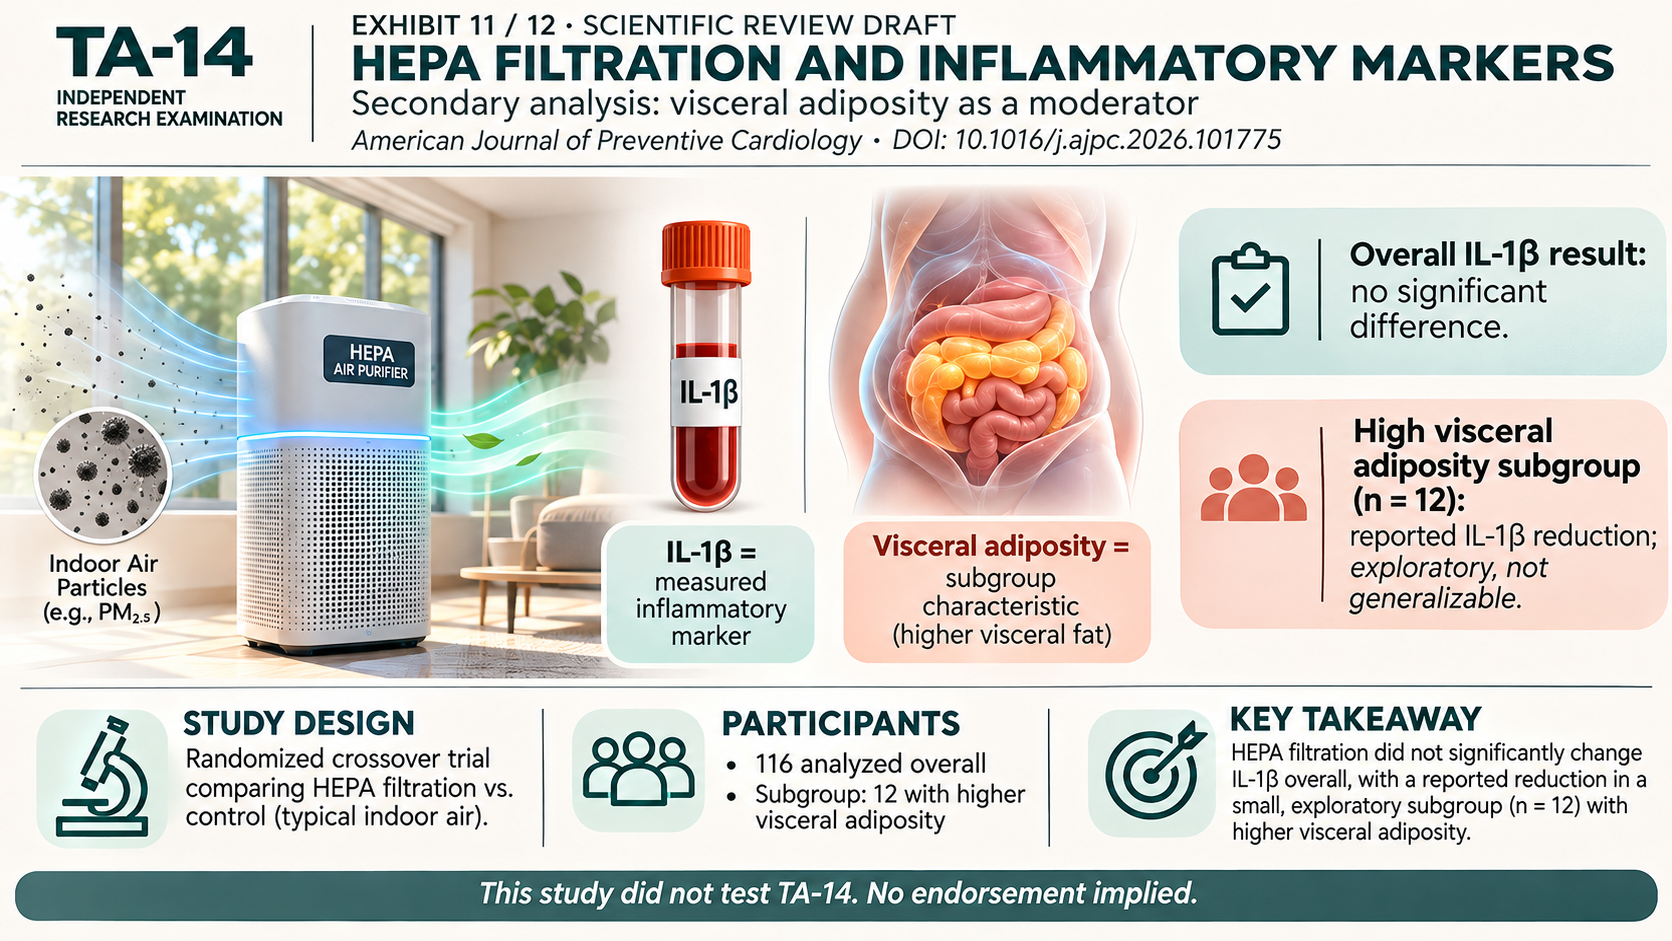 TA-14
INDEPENDENT
RESEARCH EXAMINATION
EXHIBIT 11 / 12 • SCIENTIFIC REVIEW DRAFT
HEPA FILTRATION AND INFLAMMATORY MARKERS
Secondary analysis: visceral adiposity as a moderator
American Journal of Preventive Cardiology • DOI: 10.1016/j.ajpc.2026.101775
HEPA
AIR PURIFIER
Indoor Air
Particles
(e.g., PM₂.₅)
IL-1β
IL-1β =
measured
inflammatory
marker
Visceral adiposity =
subgroup
characteristic
(higher visceral fat)
Overall IL-1β result:
no significant
difference.
High visceral
adiposity subgroup
(n = 12):
reported IL-1β reduction;
exploratory, not
generalizable.
STUDY DESIGN
Randomized crossover trial
comparing HEPA filtration vs.
control (typical indoor air).
PARTICIPANTS
• 116 analyzed overall
• Subgroup: 12 with higher
visceral adiposity
KEY TAKEAWAY
HEPA filtration did not significantly change
IL-1β overall, with a reported reduction in a
small, exploratory subgroup (n = 12) with
higher visceral adiposity.
This study did not test TA-14. No endorsement implied.